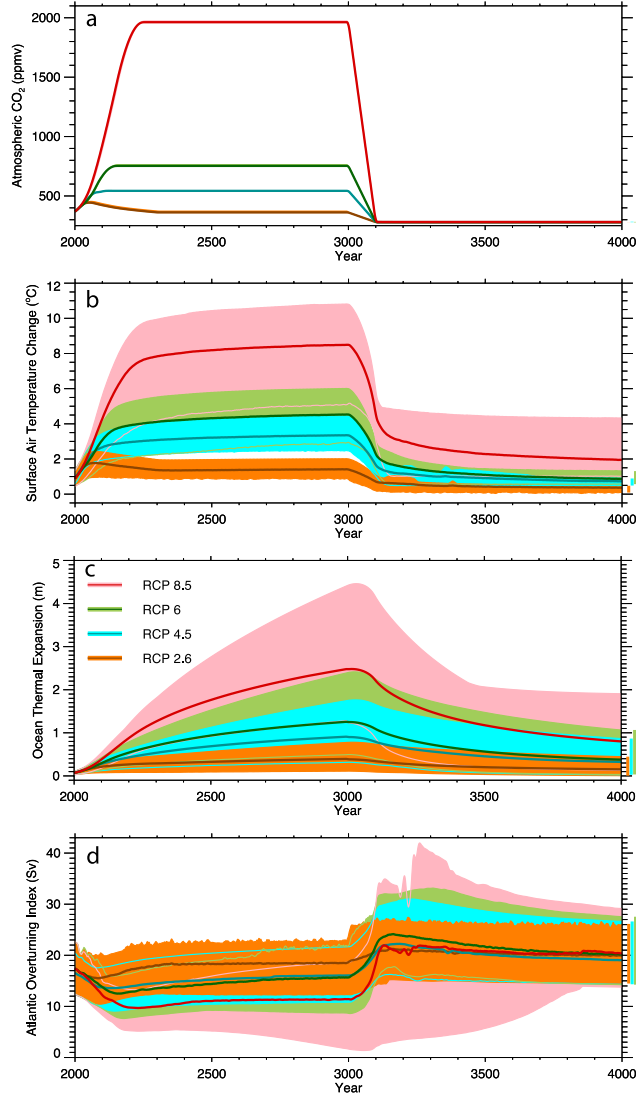 a
2000
1500
1000
500
Atmospheric CO₂ (ppmv)
2000 2500 3000 3500 4000
Year
b
12
10
8
6
4
2
0
Surface Air Temperature Change (°C)
2000 2500 3000 3500 4000
Year
c
5
4
3
2
1
0
Ocean Thermal Expansion (m)
RCP 8.5
RCP 6
RCP 4.5
RCP 2.6
2000 2500 3000 3500 4000
Year
d
40
30
20
10
0
Atlantic Overturning Index (Sv)
2000 2500 3000 3500 4000
Year